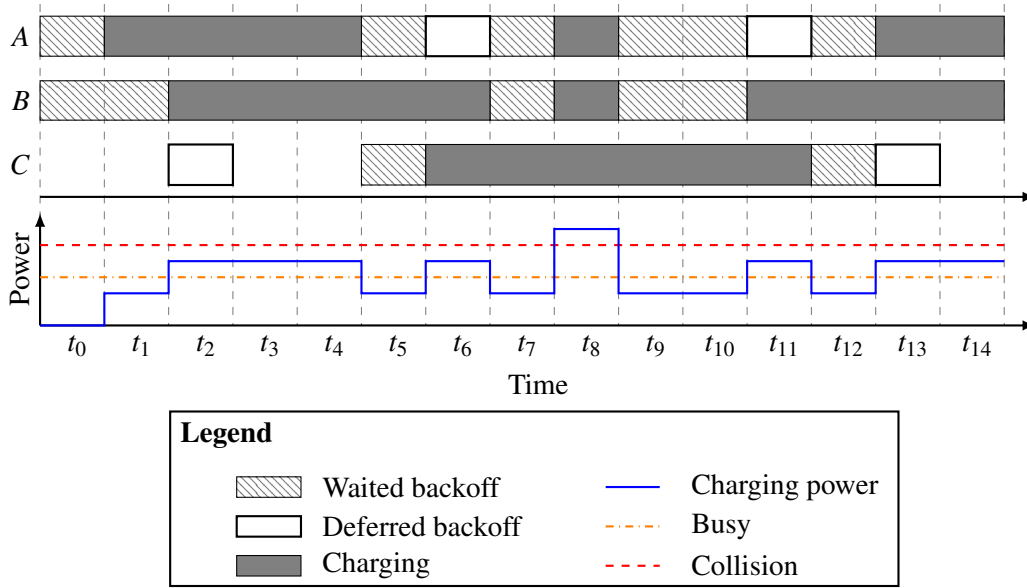 A
B
C
Power
t0 t1 t2 t3 t4 t5 t6 t7 t8 t9 t10 t11 t12 t13 t14
Time
Legend
Waited backoff
Deferred backoff
Charging
Charging power
Busy
Collision